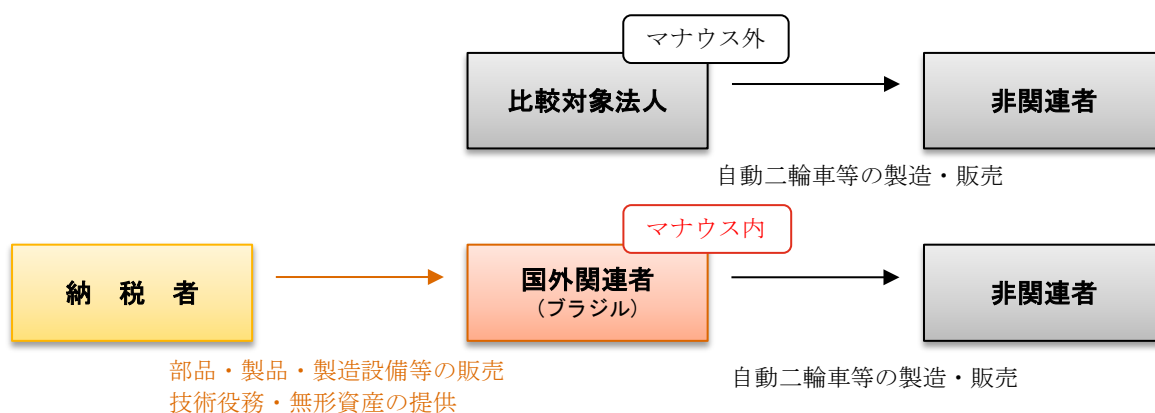 マナウス外
比較対象法人
非関連者
自動二輪車等の製造・販売
マナウス内
納 税 者
国外関連者
(ブラジル)
非関連者
部品・製品・製造設備等の販売
技術役務・無形資産の提供
自動二輪車等の製造・販売